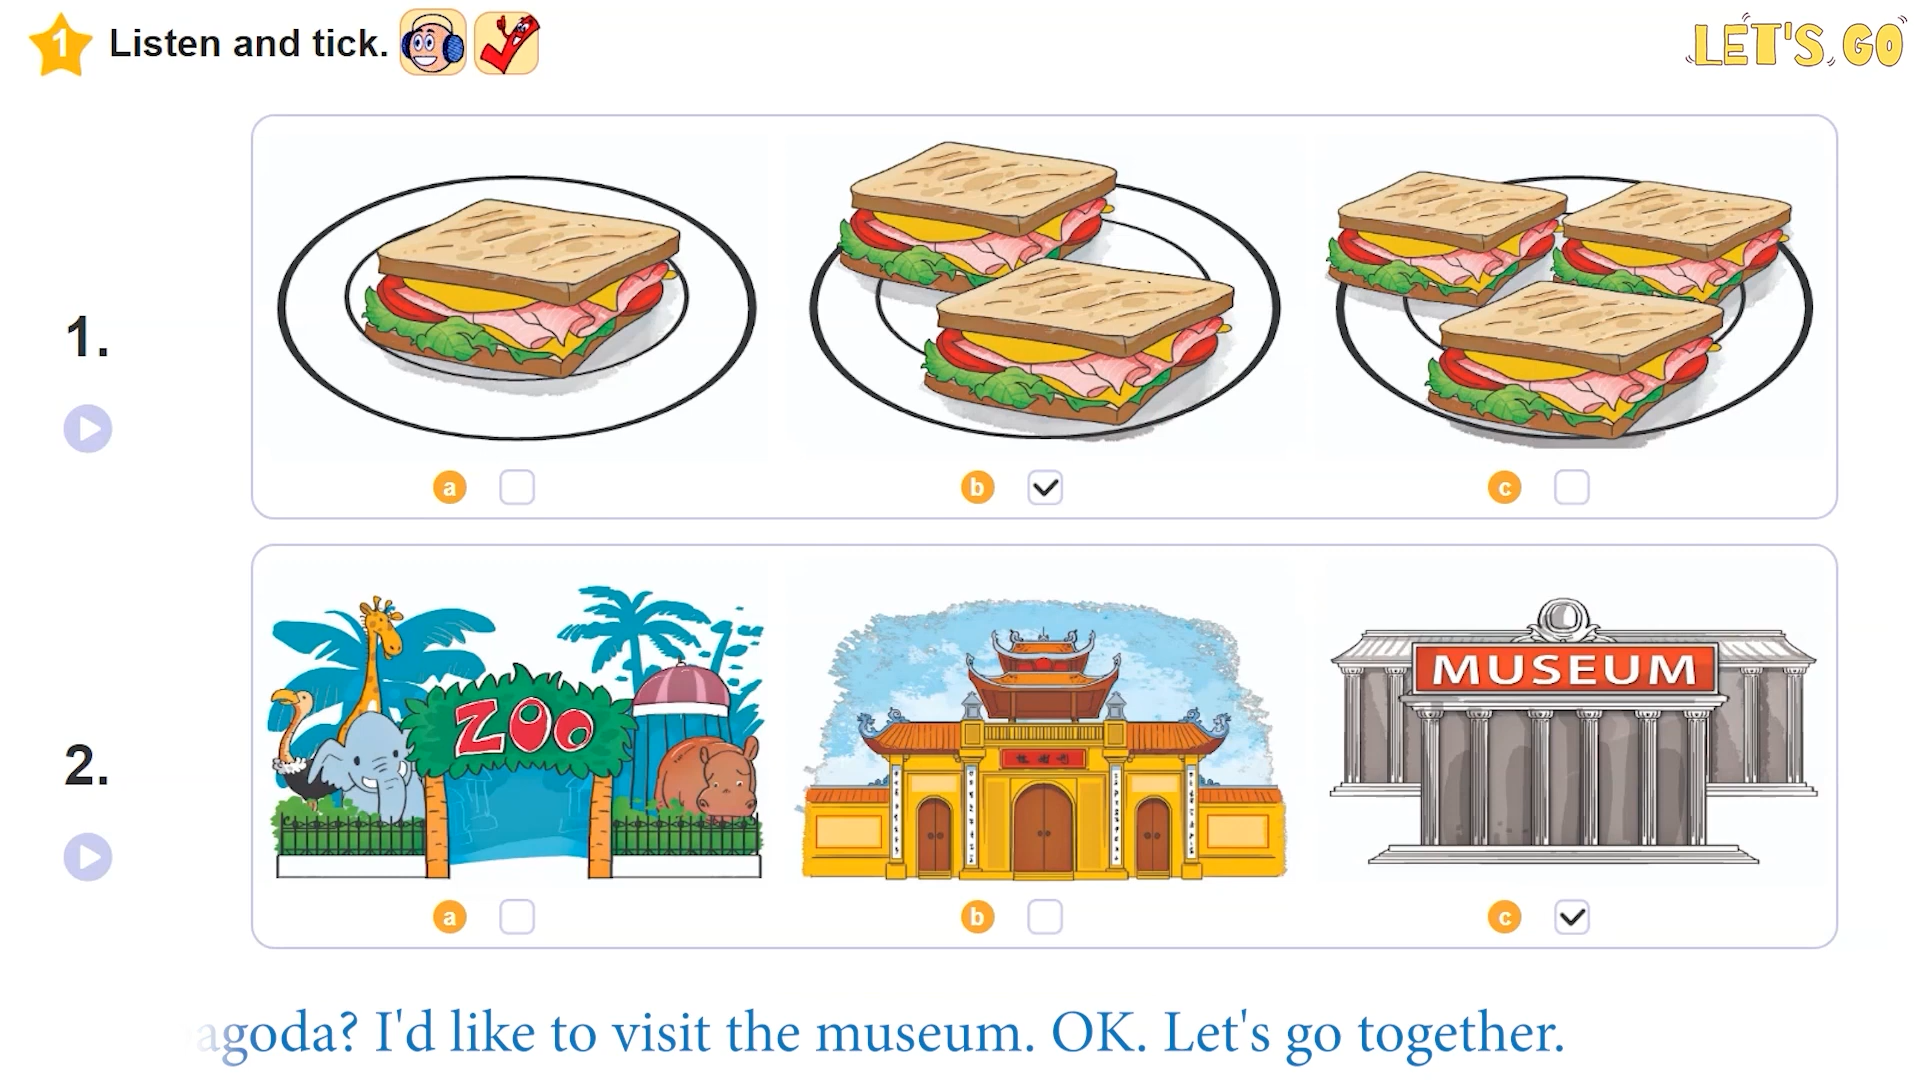 1 Listen and tick.
LET'S GO
1.
a
b
c
2.
ZOO
MUSEUM
a
b
c
agoda? I'd like to visit the museum. OK. Let's go together.